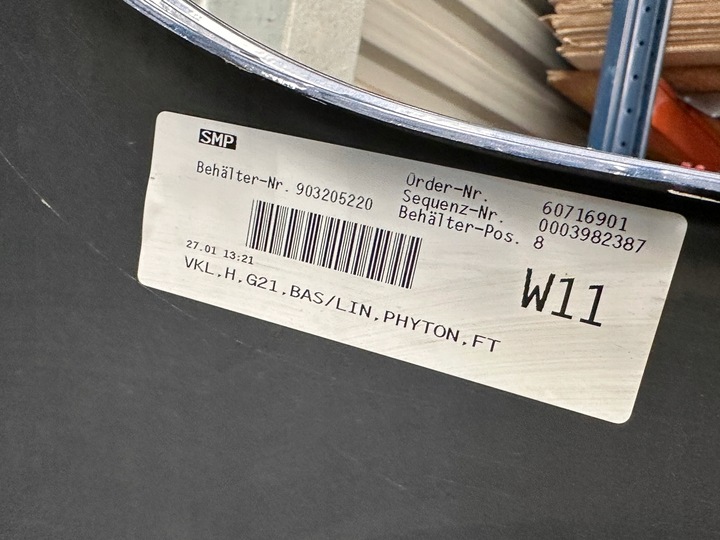 SMP
Behälter-Nr. 903205220
Order-Nr. 60716901
Sequenz-Nr. 0003982387
Behälter-Pos. 8
27.01 13:21
W11
VKL,H,G21,BAS/LIN,PHYTON,FT